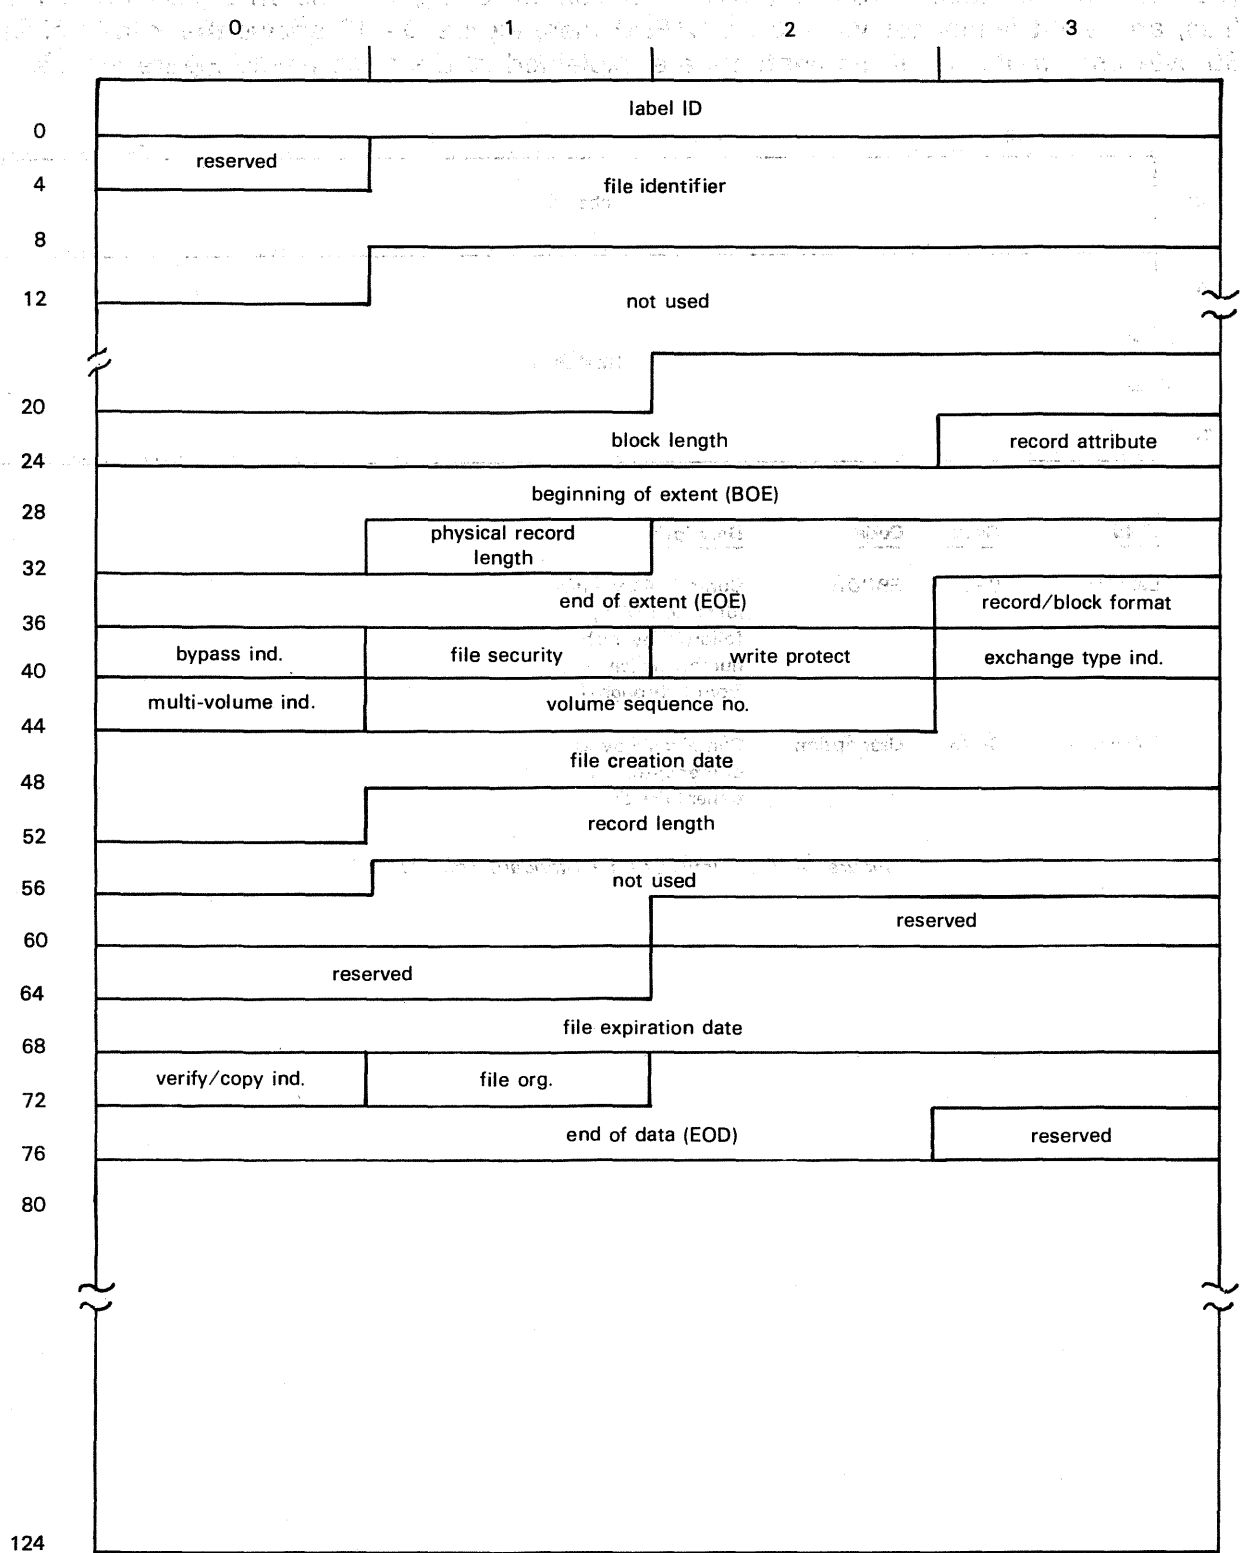 0 1 2 3
label ID
0
reserved
4
file identifier
8
12
not used
20
block length record attribute
24
beginning of extent (BOE)
28
physical record
length
32
end of extent (EOE) record/block format
36
bypass ind. file security write protect exchange type ind.
40
multi-volume ind. volume sequence no.
44
file creation date
48
record length
52
56
not used
reserved
60
reserved
64
file expiration date
68
verify/copy ind. file org.
72
end of data (EOD) reserved
76
80
124